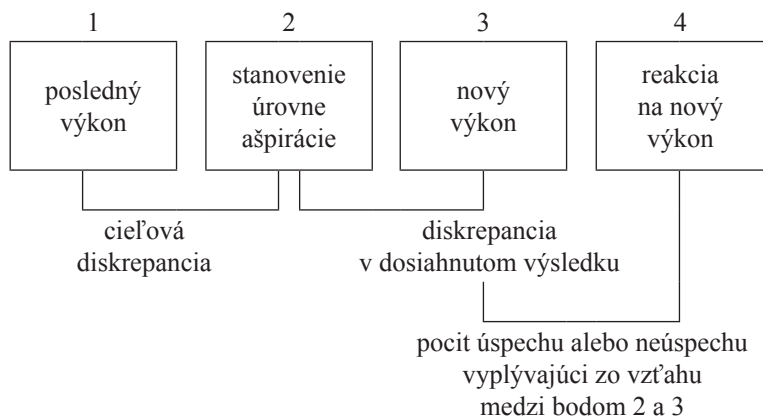 1
2
3
4
posledný
výkon
stanovenie
úrovne
ašpirácie
nový
výkon
reakcia
na nový
výkon
cieľová
diskrepancia
diskrepancia
v dosiahnutom výsledku
pocit úspechu alebo neúspechu
vyplývajúci zo vzťahu
medzi bodom 2 a 3